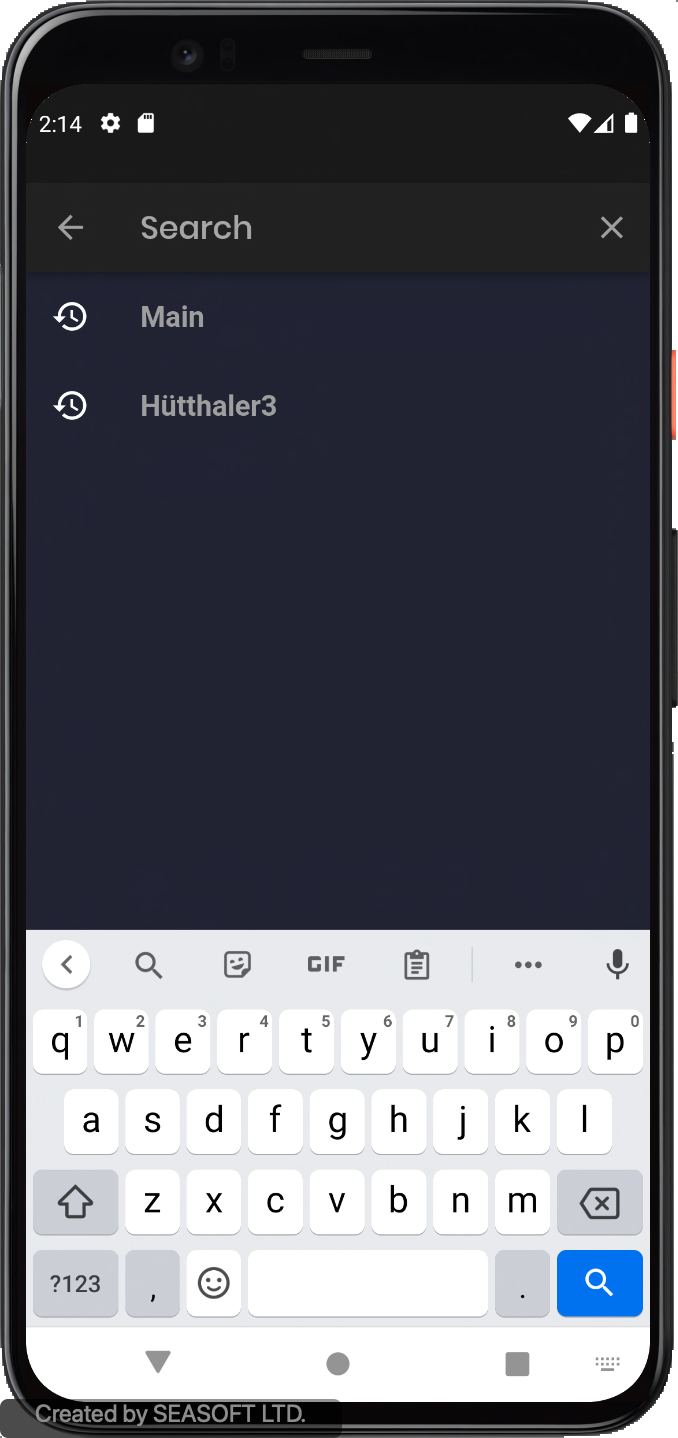 2:14
Search
Main
Hütthaler3
GIF
q1 w2 e3 r4 t5 y6 u7 i8 o9 p0
a s d f g h j k l
z x c v b n m
?123 , .
Created by SEASOFT LTD.